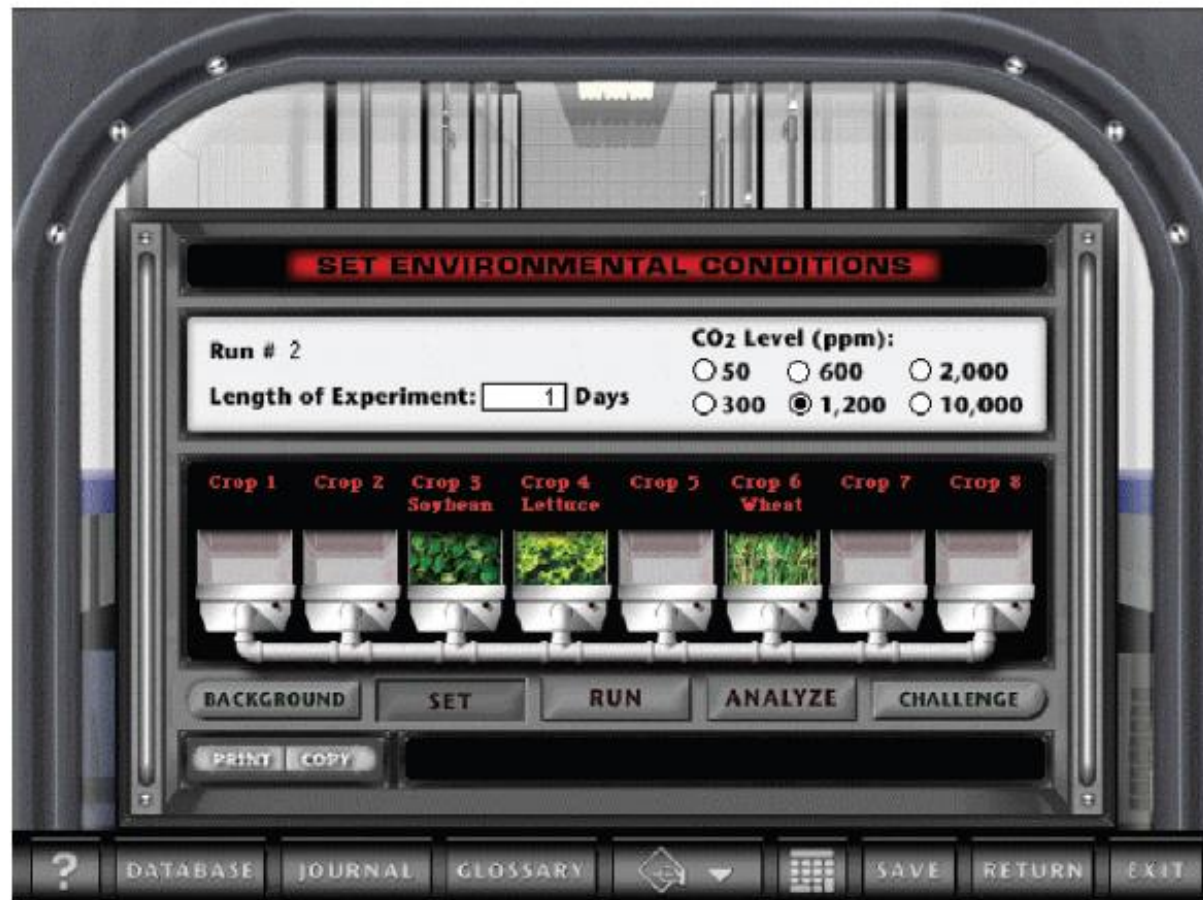 SET ENVIRONMENTAL CONDITIONS
Run # 2
Length of Experiment: 1 Days
CO2 Level (ppm):
50 600 2,000
300 1,200 10,000
Crop 1 Crop 2 Crop 3 Crop 4 Crop 5 Crop 6 Crop 7 Crop 8
Soybean Lettuce Wheat
BACKGROUND SET RUN ANALYZE CHALLENGE
PRINT COPY
? DATABASE JOURNAL GLOSSARY SAVE RETURN EXIT